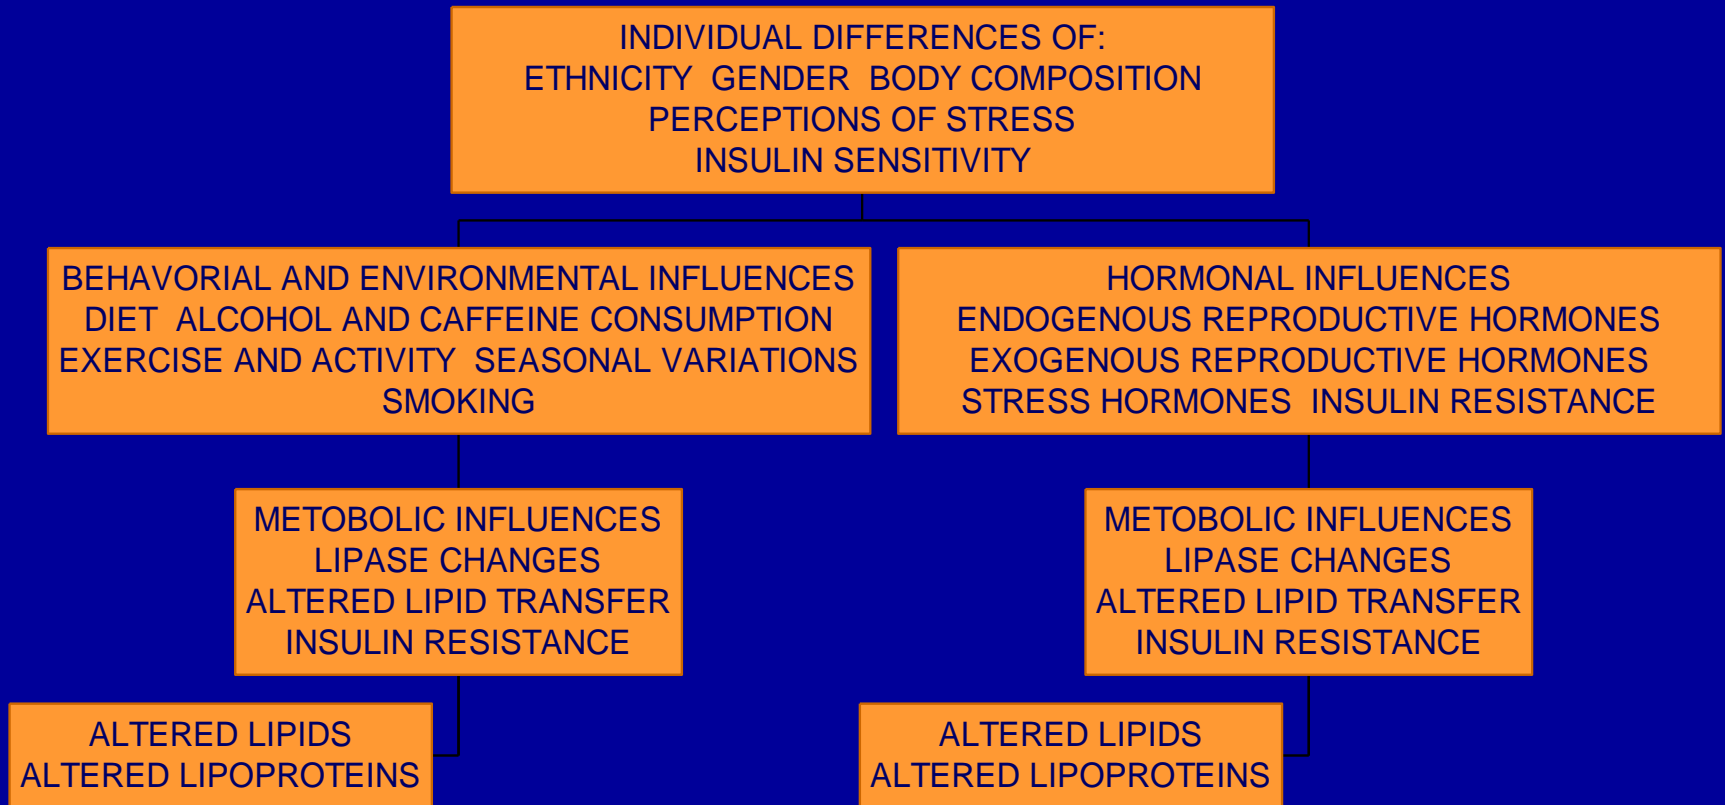 INDIVIDUAL DIFFERENCES OF:
ETHNICITY  GENDER  BODY COMPOSITION
PERCEPTIONS OF STRESS
INSULIN SENSITIVITY
BEHAVORIAL AND ENVIRONMENTAL INFLUENCES
DIET  ALCOHOL AND CAFFEINE CONSUMPTION
EXERCISE AND ACTIVITY  SEASONAL VARIATIONS
SMOKING
HORMONAL INFLUENCES
ENDOGENOUS REPRODUCTIVE HORMONES
EXOGENOUS REPRODUCTIVE HORMONES
STRESS HORMONES  INSULIN RESISTANCE
METOBOLIC INFLUENCES
LIPASE CHANGES
ALTERED LIPID TRANSFER
INSULIN RESISTANCE
METOBOLIC INFLUENCES
LIPASE CHANGES
ALTERED LIPID TRANSFER
INSULIN RESISTANCE
ALTERED LIPIDS
ALTERED LIPOPROTEINS
ALTERED LIPIDS
ALTERED LIPOPROTEINS